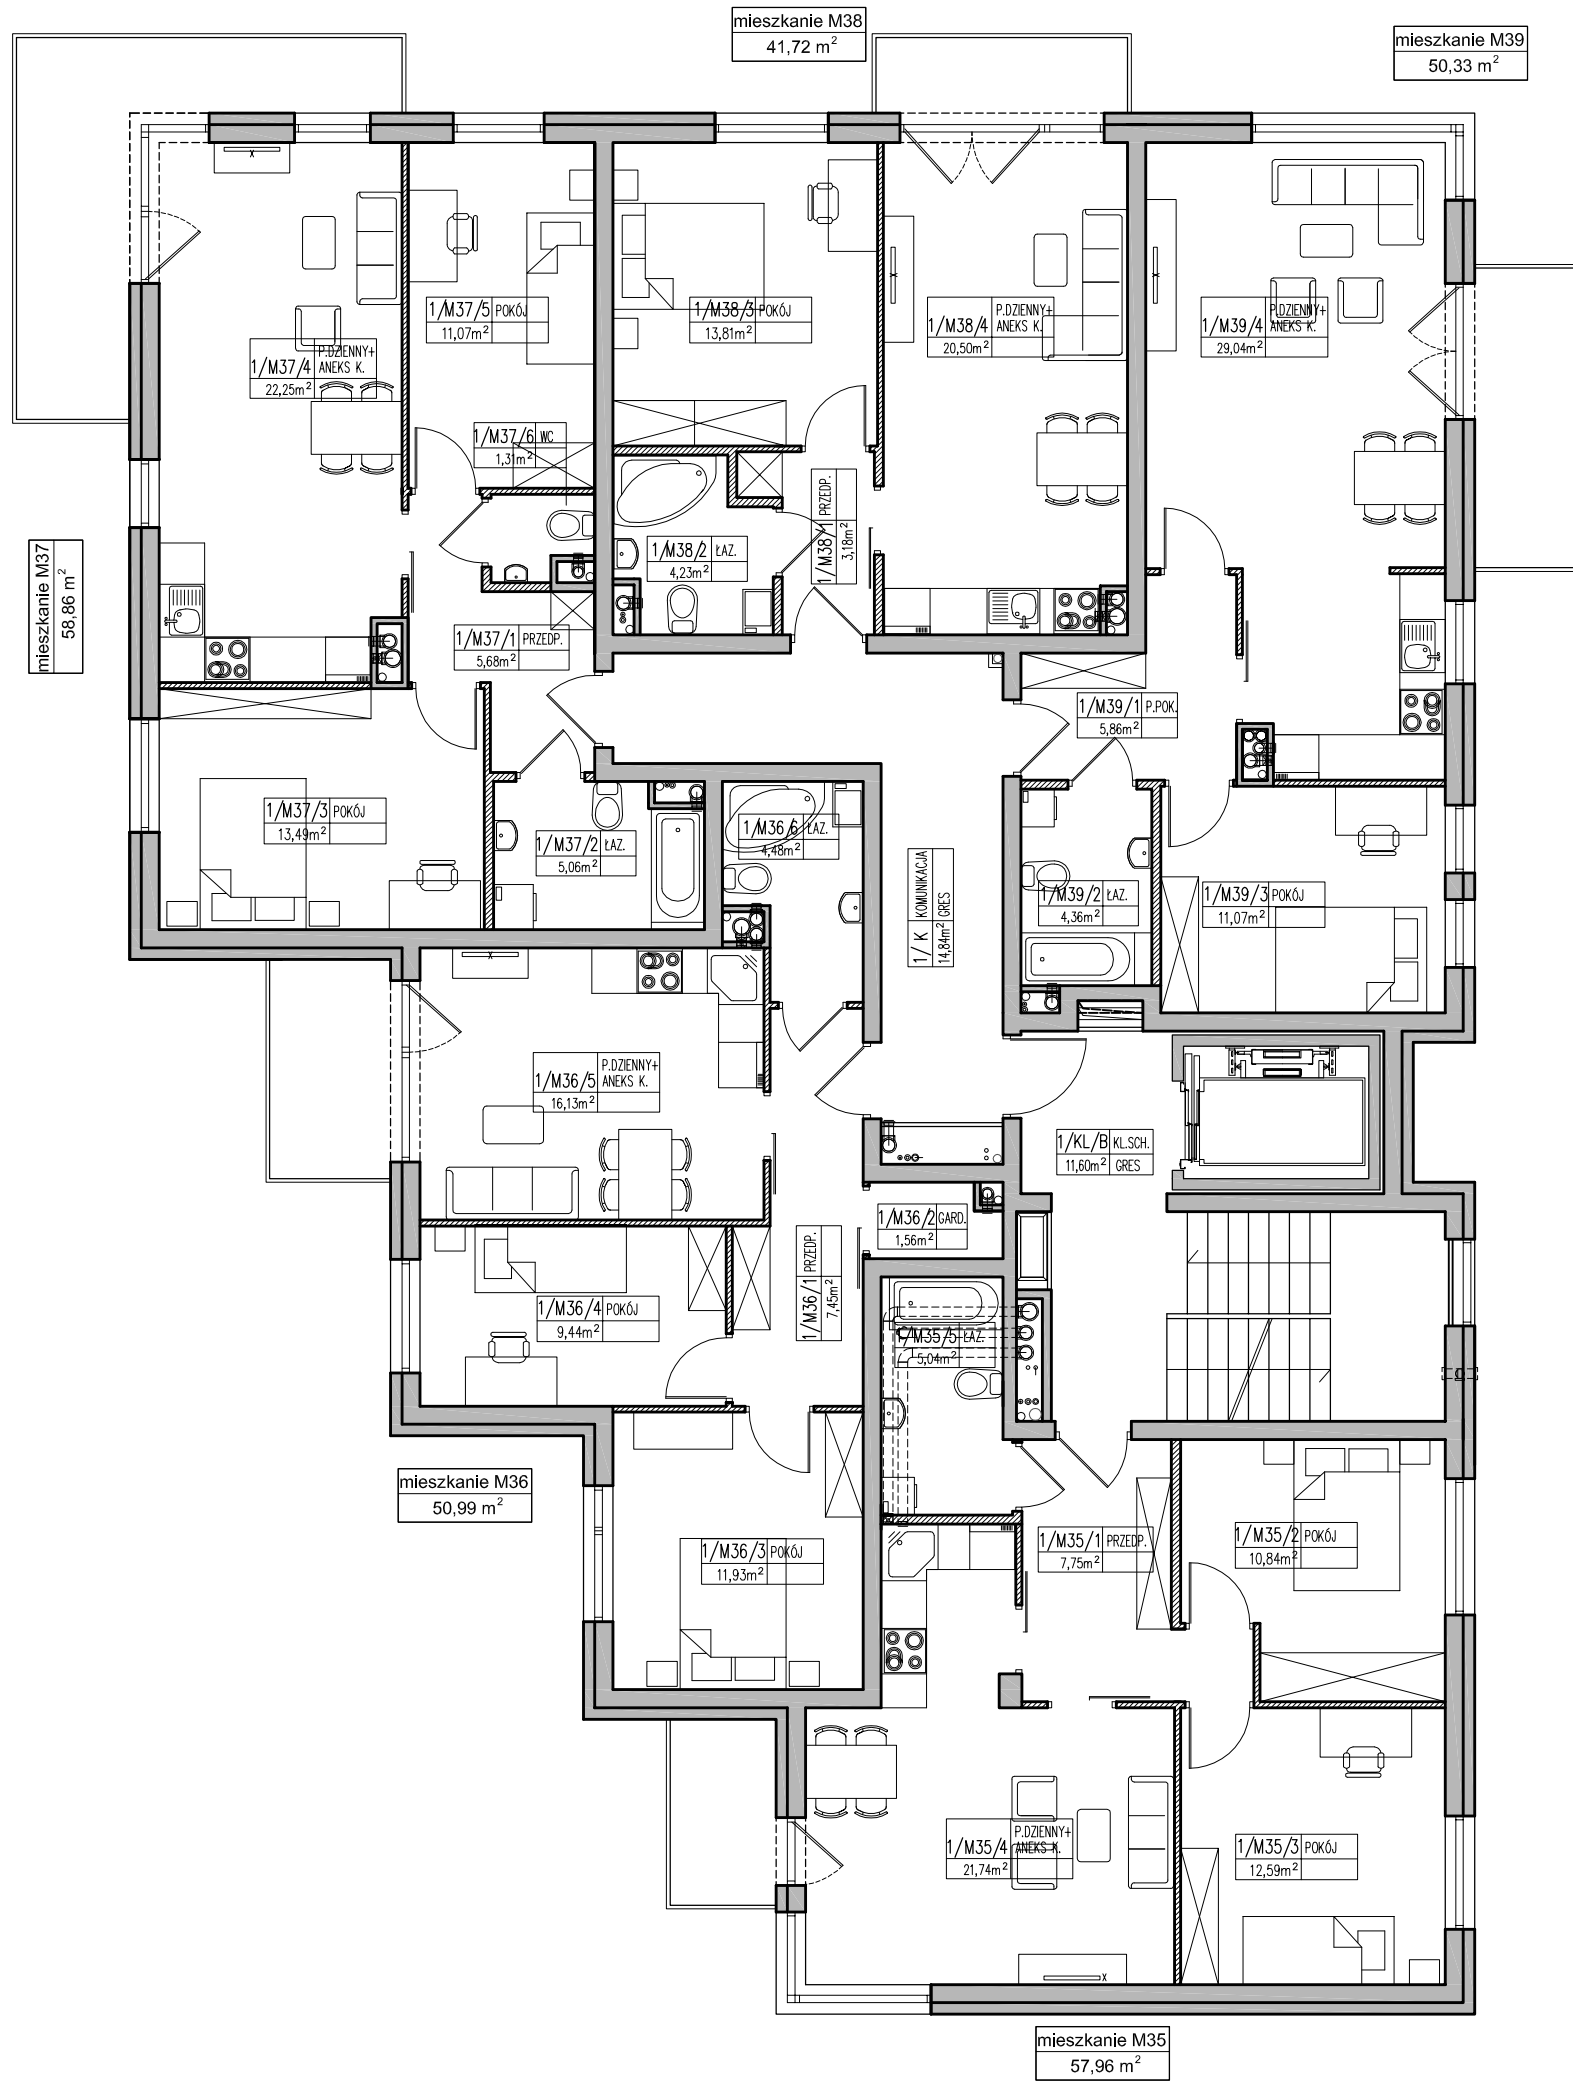 mieszkanie M38
41,72 m²
mieszkanie M39
50,33 m²
1/M37/5 POKÓJ
11,07m²
1/M38/3 POKÓJ
13,81m²
1/M38/4 P.DZIENNY+ ANEKS K.
20,50m²
1/M39/4 P.DZIENNY+ ANEKS K.
29,04m²
1/M37/4 P.DZIENNY+ ANEKS K.
22,25m²
1/M37/6 WC
1,31m²
mieszkanie M37
58,86 m²
1/M38/2 ŁAZ.
4,23m²
1/M38/1 PRZEDP.
3,18m²
1/M37/1 PRZEDP.
5,68m²
1/M39/1 P.POK.
5,86m²
1/M37/3 POKÓJ
13,49m²
1/M37/2 ŁAZ.
5,06m²
1/M36/6 ŁAZ.
4,48m²
1/K KOMUNIKACJA
14,84m² GRES
1/M39/2 ŁAZ.
4,36m²
1/M39/3 POKÓJ
11,07m²
1/M36/5 P.DZIENNY+ ANEKS K.
16,13m²
1/KL/B KL.SCH.
11,60m² GRES
1/M36/2 GARD.
1,56m²
1/M36/1 PRZEDP.
7,45m²
1/M36/4 POKÓJ
9,44m²
1/M35/5 ŁAZ.
5,04m²
mieszkanie M36
50,99 m²
1/M36/3 POKÓJ
11,93m²
1/M35/1 PRZEDP.
7,75m²
1/M35/2 POKÓJ
10,84m²
1/M35/4 P.DZIENNY+ ANEKS K.
21,74m²
1/M35/3 POKÓJ
12,59m²
mieszkanie M35
57,96 m²